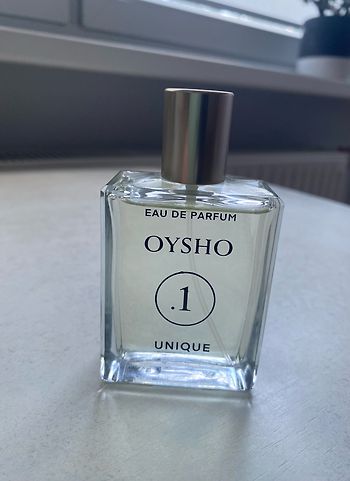 EAU DE PARFUM
OYSHO
.1
UNIQUE